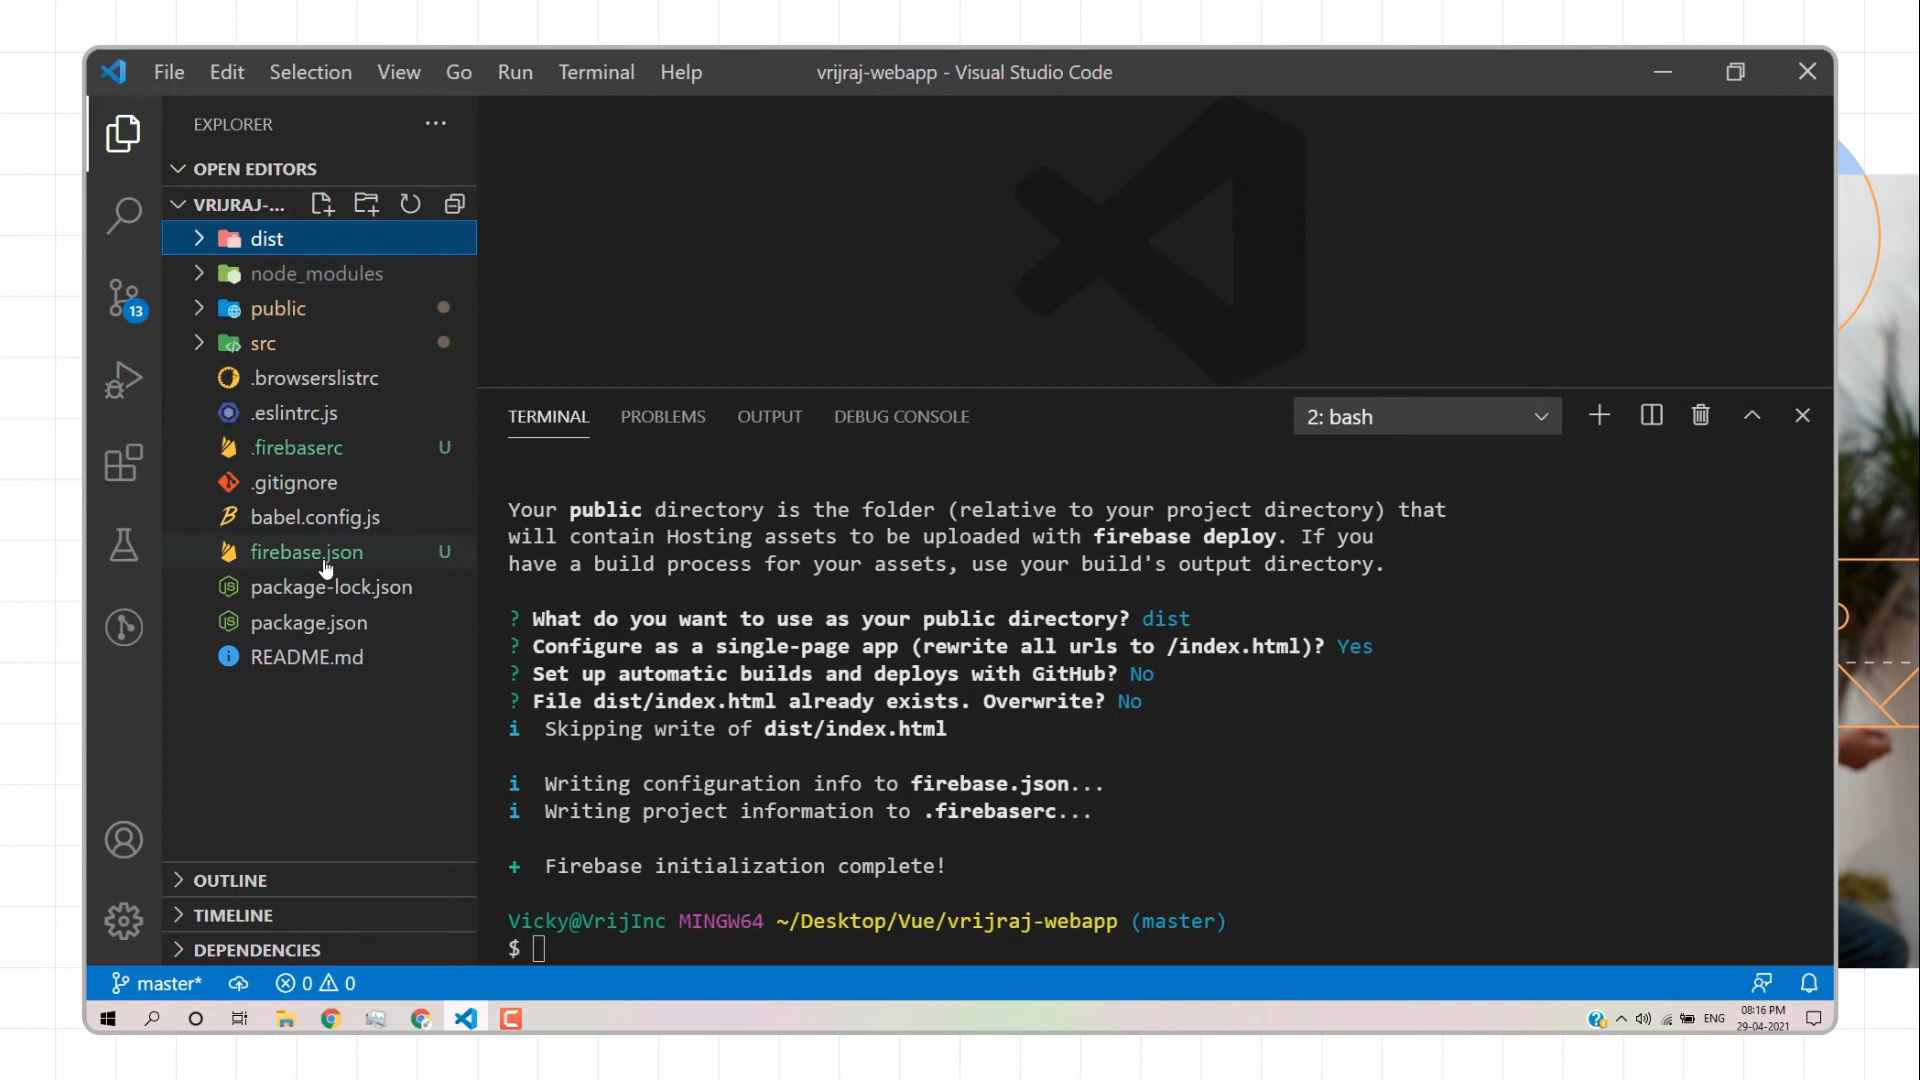 File Edit Selection View Go Run Terminal Help
vrijraj-webapp - Visual Studio Code
EXPLORER
OPEN EDITORS
VRIJRAJ-...
dist
node_modules
public
src
.browserslistrc
.eslintrc.js
.firebaserc U
.gitignore
babel.config.js
firebase.json U
package-lock.json
package.json
README.md
OUTLINE
TIMELINE
DEPENDENCIES
13
TERMINAL PROBLEMS OUTPUT DEBUG CONSOLE
2: bash
Your public directory is the folder (relative to your project directory) that
will contain Hosting assets to be uploaded with firebase deploy. If you
have a build process for your assets, use your build's output directory.
? What do you want to use as your public directory? dist
? Configure as a single-page app (rewrite all urls to /index.html)? Yes
? Set up automatic builds and deploys with GitHub? No
? File dist/index.html already exists. Overwrite? No
i Skipping write of dist/index.html
i Writing configuration info to firebase.json...
i Writing project information to .firebaserc...
+ Firebase initialization complete!
Vicky@VrijInc MINGW64 ~/Desktop/Vue/vrijraj-webapp (master)
$
master* 0 0
ENG
08:16 PM
29-04-2021